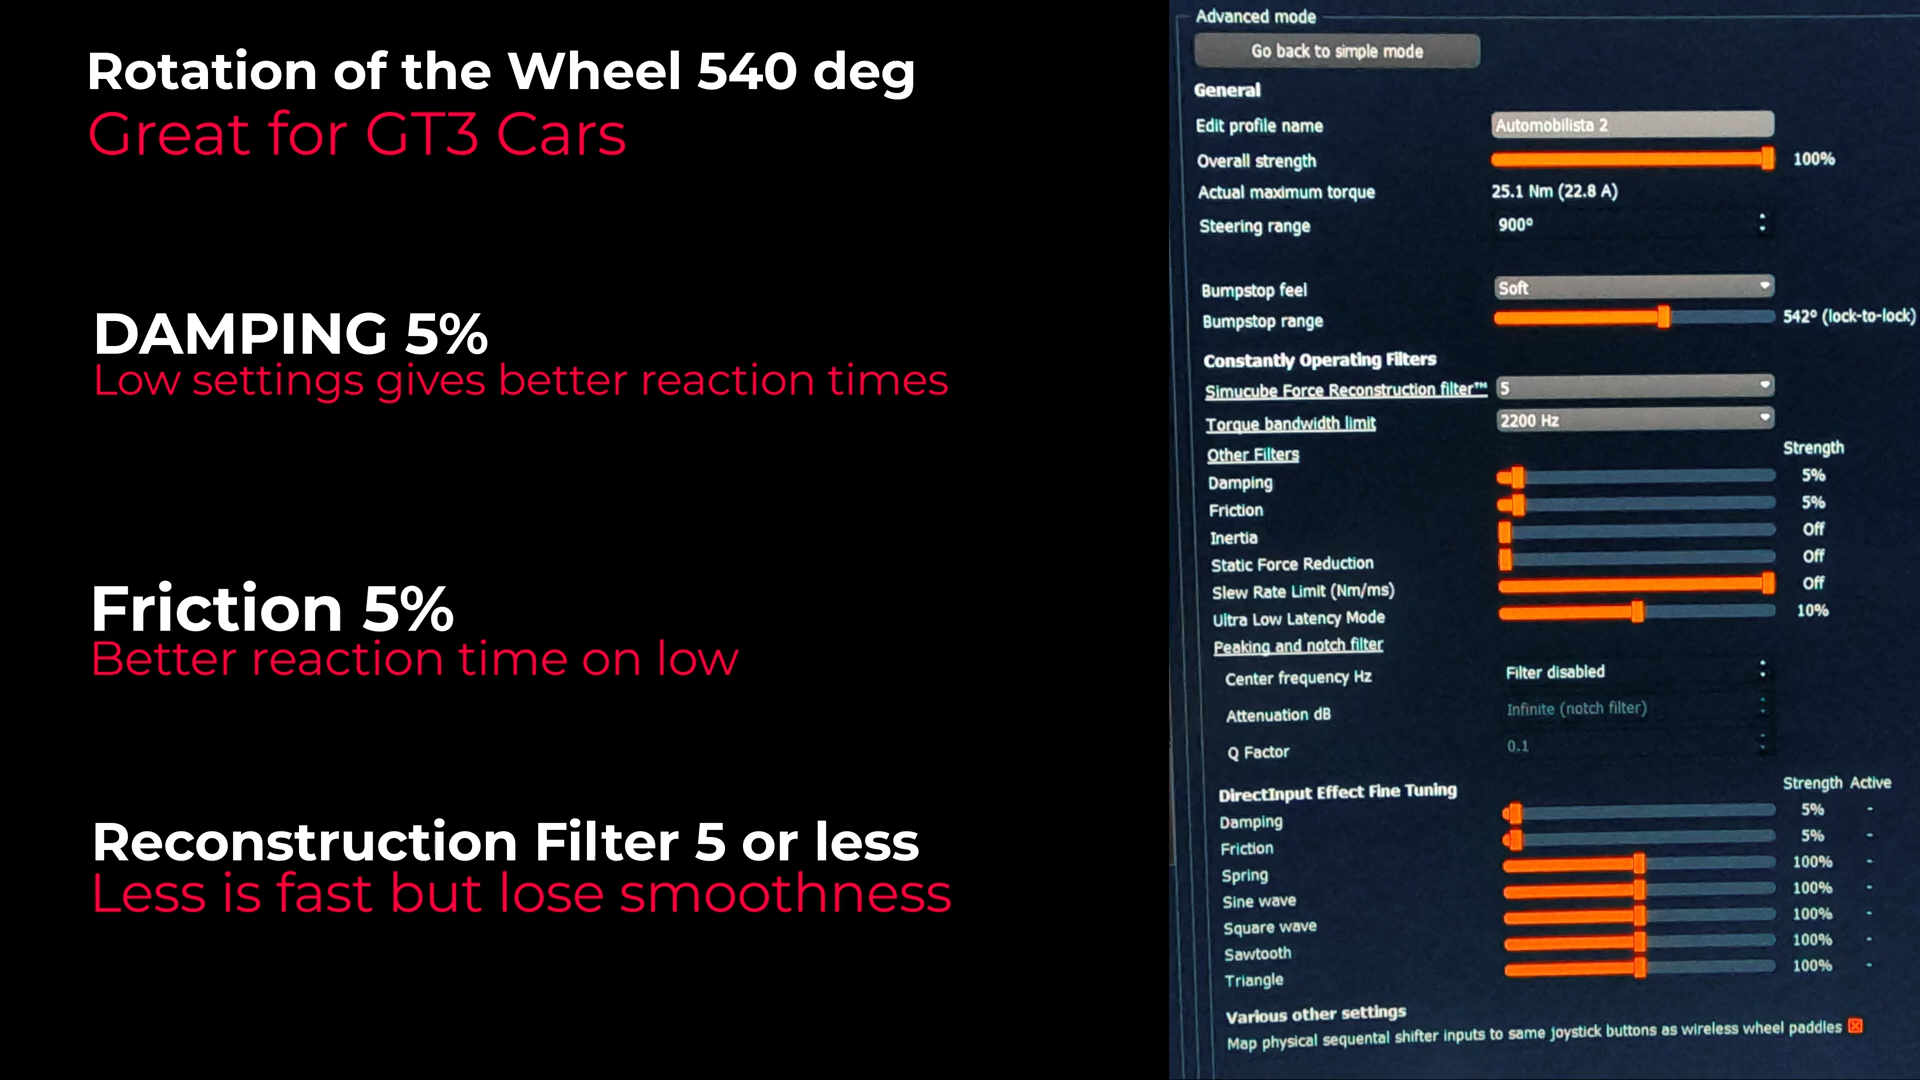 Rotation of the Wheel 540 deg
Great for GT3 Cars
DAMPING 5%
Low settings gives better reaction times
Friction 5%
Better reaction time on low
Reconstruction Filter 5 or less
Less is fast but lose smoothness
Advanced mode
Go back to simple mode
General
Edit profile name Automobilista 2
Overall strength 100%
Actual maximum torque 25.1 Nm (22.8 A)
Steering range 900º
Bumpstop feel Soft
Bumpstop range 542º (lock-to-lock)
Constantly Operating Filters
Simucube Force Reconstruction filter™ 5
Torque bandwidth limit 2200 Hz
Other Filters Strength
Damping 5%
Friction 5%
Inertia Off
Static Force Reduction Off
Slew Rate Limit (Nm/ms) Off
Ultra Low Latency Mode 10%
Peaking and notch filter
Center frequency Hz Filter disabled
Attenuation dB Infinite (notch filter)
Q Factor 0.1
DirectInput Effect Fine Tuning Strength Active
Damping 5% -
Friction 5% -
Spring 100% -
Sine wave 100% -
Square wave 100% -
Sawtooth 100% -
Triangle 100% -
Various other settings
Map physical sequental shifter inputs to same joystick buttons as wireless wheel paddles